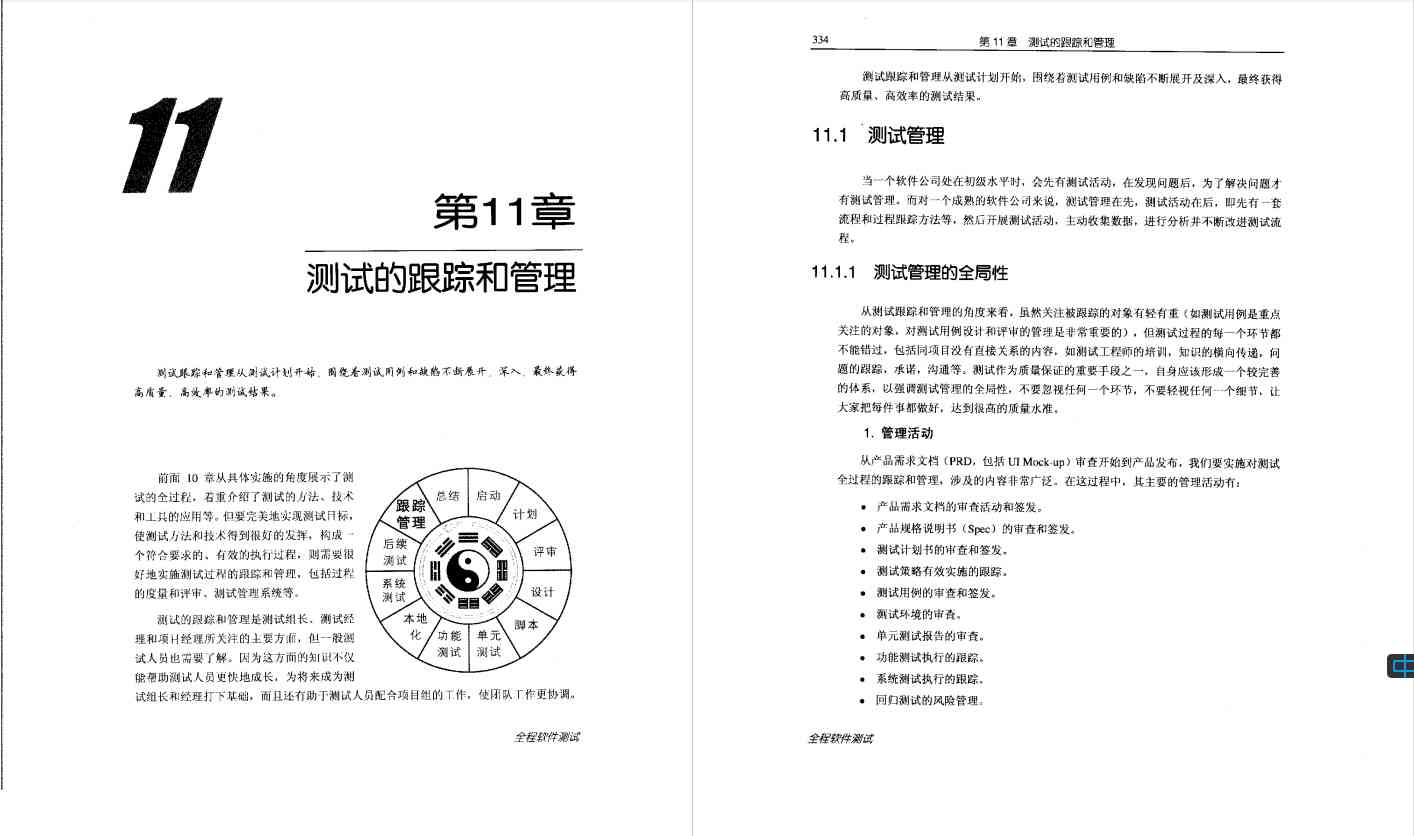 11
第11章
测试的跟踪和管理
测试跟踪和管理从测试计划开始、围绕着测试用例和缺陷不断展开、深入、最终获得
高质量、高效率的测试结果。
前面 10 章从具体实施的角度展示了测
试的全过程，着重介绍了测试的方法、技术
和工具的应用等。但要完美地实现测试目标，
使测试方法和技术得到很好的发挥，构成一
个符合要求的、有效的执行过程，则需要很
好地实施测试过程的跟踪和管理，包括过程
的度量和评审、测试管理系统等。
测试的跟踪和管理是测试组长、测试经
理和项目经理所关注的主要方面，但一般测
试人员也需要了解。因为这方面的知识不仅
能帮助测试人员更快地成长，为将来成为测
试组长和经理打下基础，而且还有助于测试人员配合项目组的工作，使团队工作更协调。
启动
计划
评审
设计
脚本
单元
测试
功能
测试
本地
化
系统
测试
后续
测试
跟踪
管理
总结
全程软件测试
334
第 11 章 测试的跟踪和管理
测试跟踪和管理从测试计划开始，围绕着测试用例和缺陷不断展开及深入，最终获得
高质量、高效率的测试结果。
11.1 测试管理
当一个软件公司处在初级水平时，会先有测试活动，在发现问题后，为了解决问题才
有测试管理。而对一个成熟的软件公司来说，测试管理在先，测试活动在后，即先有一套
流程和过程跟踪方法等，然后开展测试活动，主动收集数据，进行分析并不断改进测试流
程。
11.1.1 测试管理的全局性
从测试跟踪和管理的角度来看，虽然关注被跟踪的对象有轻有重（如测试用例是重点
关注的对象，对测试用例设计和评审的管理是非常重要的），但测试过程的每一个环节都
不能错过，包括同项目没有直接关系的内容，如测试工程师的培训，知识的横向传递，问
题的跟踪，承诺，沟通等。测试作为质量保证的重要手段之一，自身应该形成一个较完善
的体系，以强调测试管理的全局性，不要忽视任何一个环节，不要轻视任何一个细节，让
大家把每件事都做好，达到很高的质量水准。
1. 管理活动
从产品需求文档（PRD，包括 UI Mock-up）审查开始到产品发布，我们要实施对测试
全过程的跟踪和管理，涉及的内容非常广泛。在这过程中，其主要的管理活动有：
● 产品需求文档的审查活动和签发。
● 产品规格说明书（Spec）的审查和签发。
● 测试计划书的审查和签发。
● 测试策略有效实施的跟踪。
● 测试用例的审查和签发。
● 测试环境的审查。
● 单元测试报告的审查。
● 功能测试执行的跟踪。
● 系统测试执行的跟踪。
● 回归测试的风险管理。
全程软件测试
中